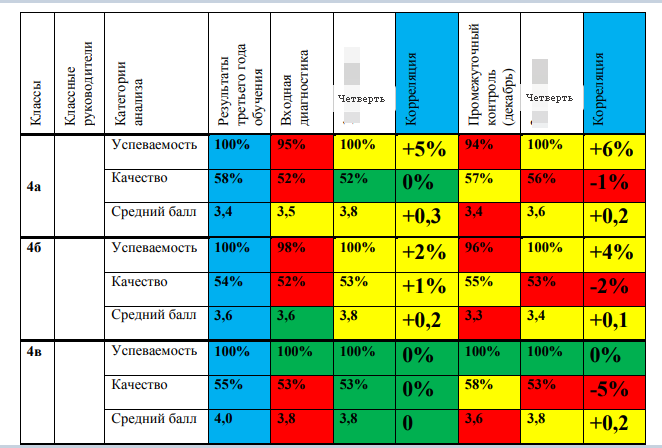 Классы
Классные
руководители
Категории
анализа
Результаты
третьего года
обучения
Входная
диагностика
Четверть
Корреляция
Промежуточный
контроль
(декабрь)
Четверть
Корреляция
4а
Успеваемость 100% 95% 100% +5% 94% 100% +6%
Качество 58% 52% 52% 0% 57% 56% -1%
Средний балл 3,4 3,5 3,8 +0,3 3,4 3,6 +0,2
4б
Успеваемость 100% 98% 100% +2% 96% 100% +4%
Качество 54% 52% 53% +1% 55% 53% -2%
Средний балл 3,6 3,6 3,8 +0,2 3,3 3,4 +0,1
4в
Успеваемость 100% 100% 100% 0% 100% 100% 0%
Качество 55% 53% 53% 0% 58% 53% -5%
Средний балл 4,0 3,8 3,8 0 3,6 3,8 +0,2